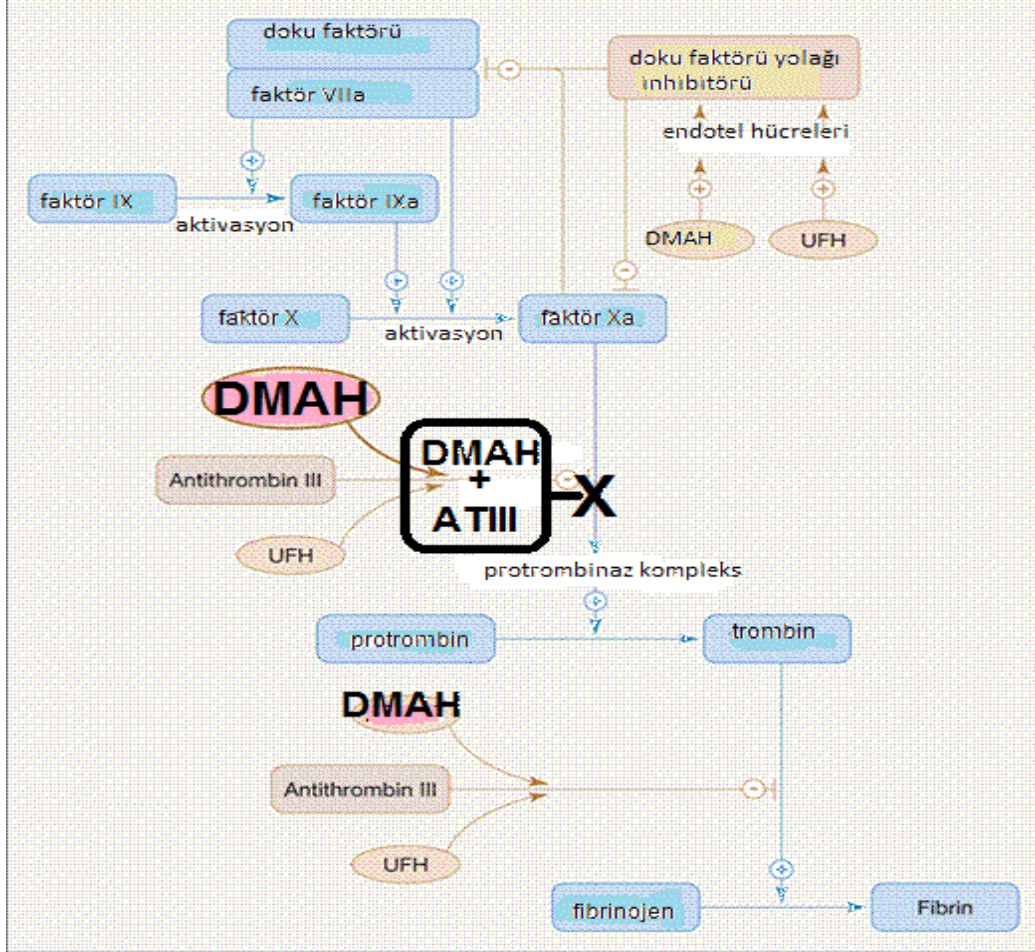 doku faktörü
faktör VIIa
doku faktörü yolağı
inhibitörü
endotel hücreleri
faktör IX
aktivasyon
faktör IXa
DMAH
UFH
faktör X
aktivasyon
faktör Xa
DMAH
Antithrombin III
UFH
DMAH
+
ATIII
X
protrombinaz kompleks
protrombin
trombin
DMAH
Antithrombin III
UFH
fibrinojen
Fibrin